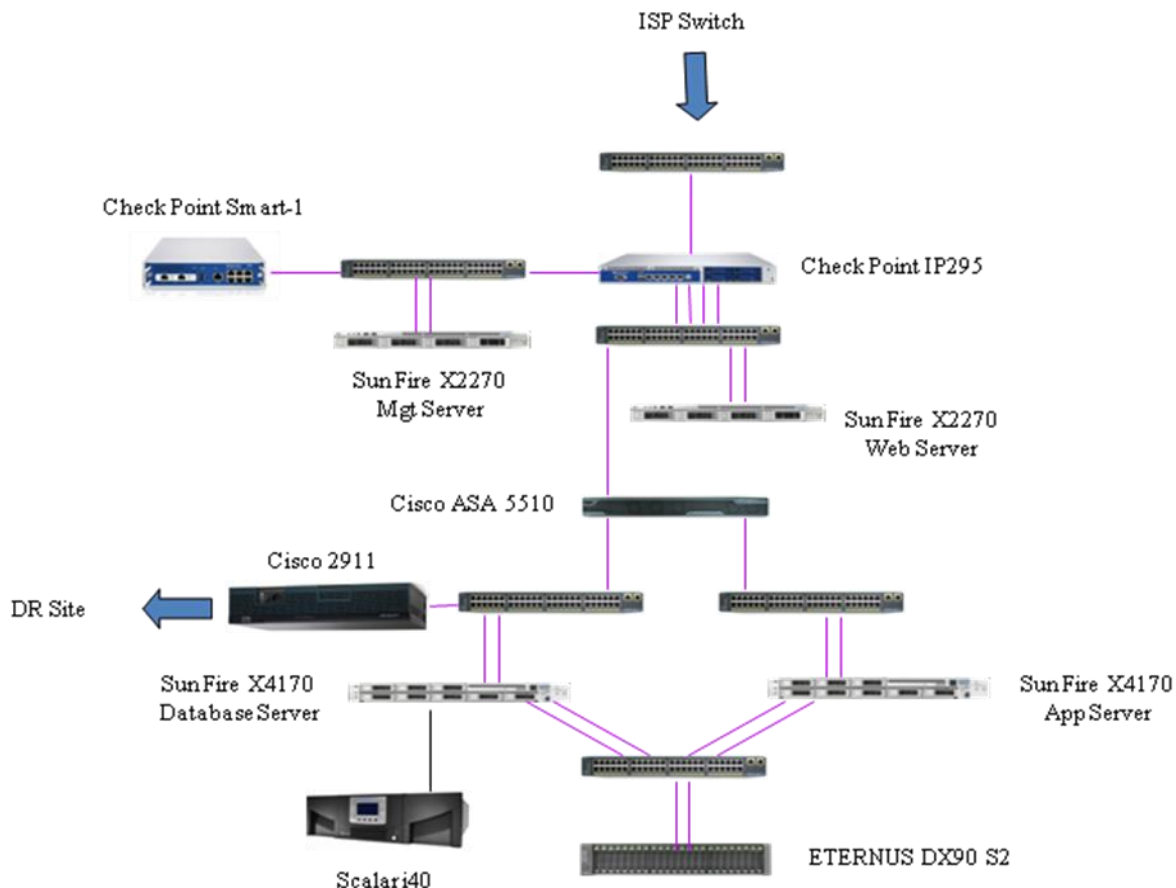 ISP Switch
Check Point Smart-1
Check Point IP295
Sun Fire X2270
Mgt Server
Sun Fire X2270
Web Server
Cisco ASA 5510
Cisco 2911
DR Site
Sun Fire X4170
Database Server
Sun Fire X4170
App Server
ETERNUS DX90 S2
Scalari40